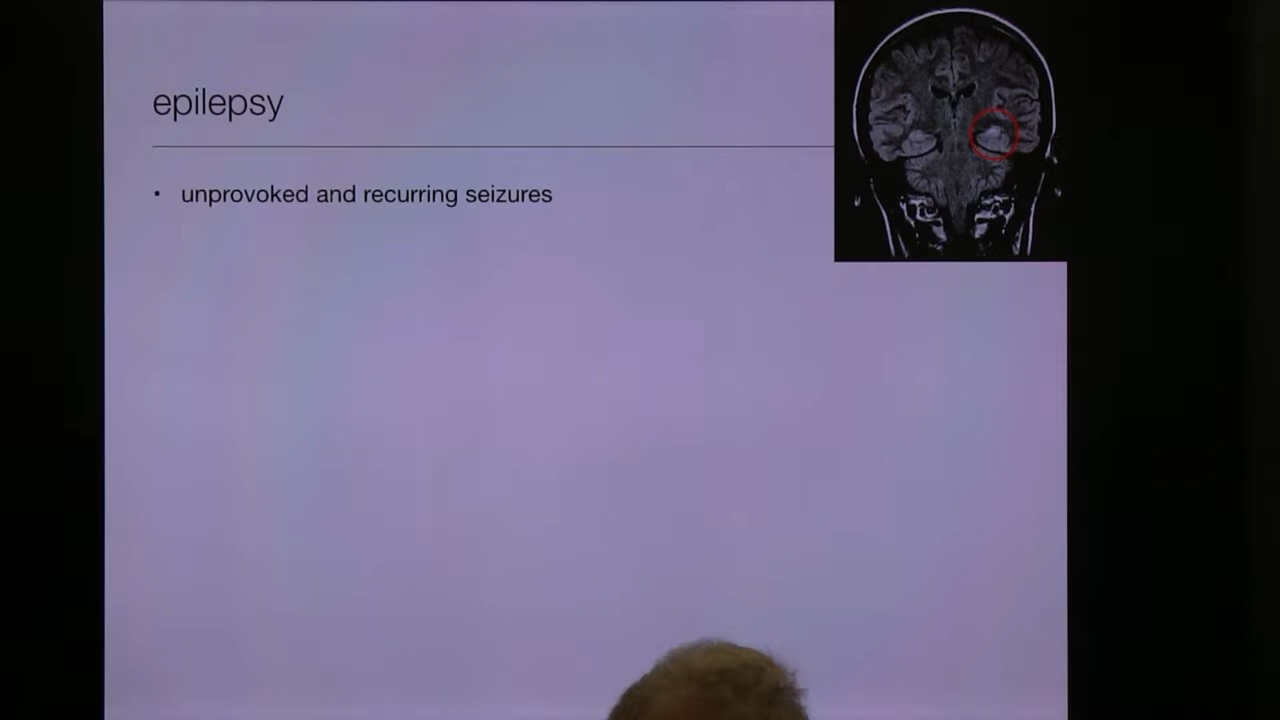 epilepsy
• unprovoked and recurring seizures